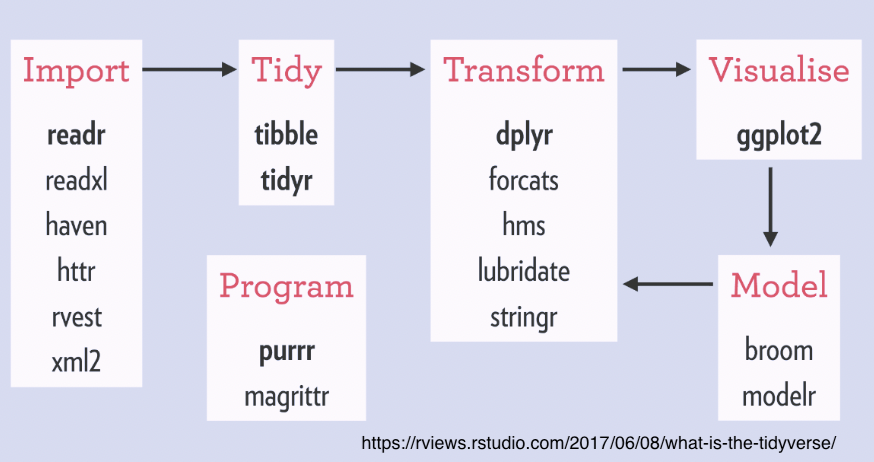 Import
readr
readxl
haven
httr
rvest
xml2
Tidy
tibble
tidyr
Program
purrr
magrittr
Transform
dplyr
forcats
hms
lubridate
stringr
Visualise
ggplot2
Model
broom
modelr
https://rviews.rstudio.com/2017/06/08/what-is-the-tidyverse/